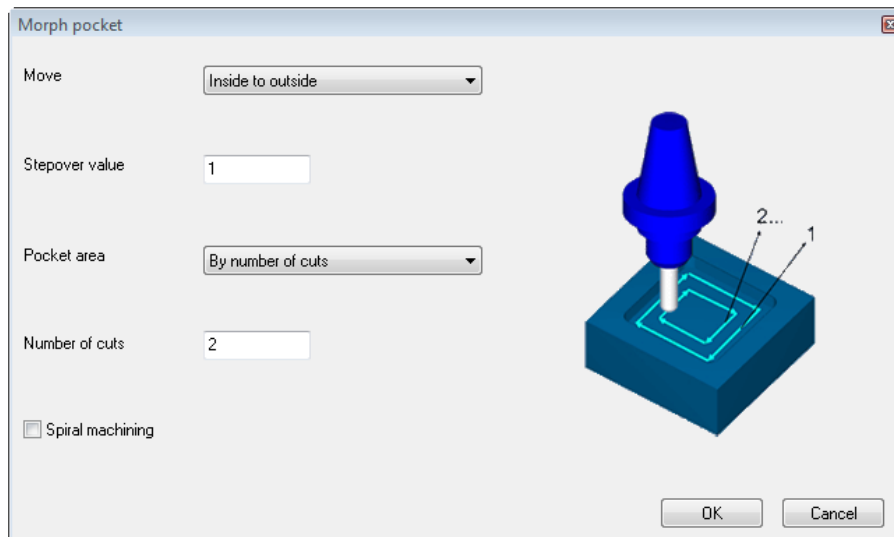 Morph pocket
Move
Inside to outside
Stepover value
1
Pocket area
By number of cuts
Number of cuts
2
Spiral machining
2...
1
OK
Cancel